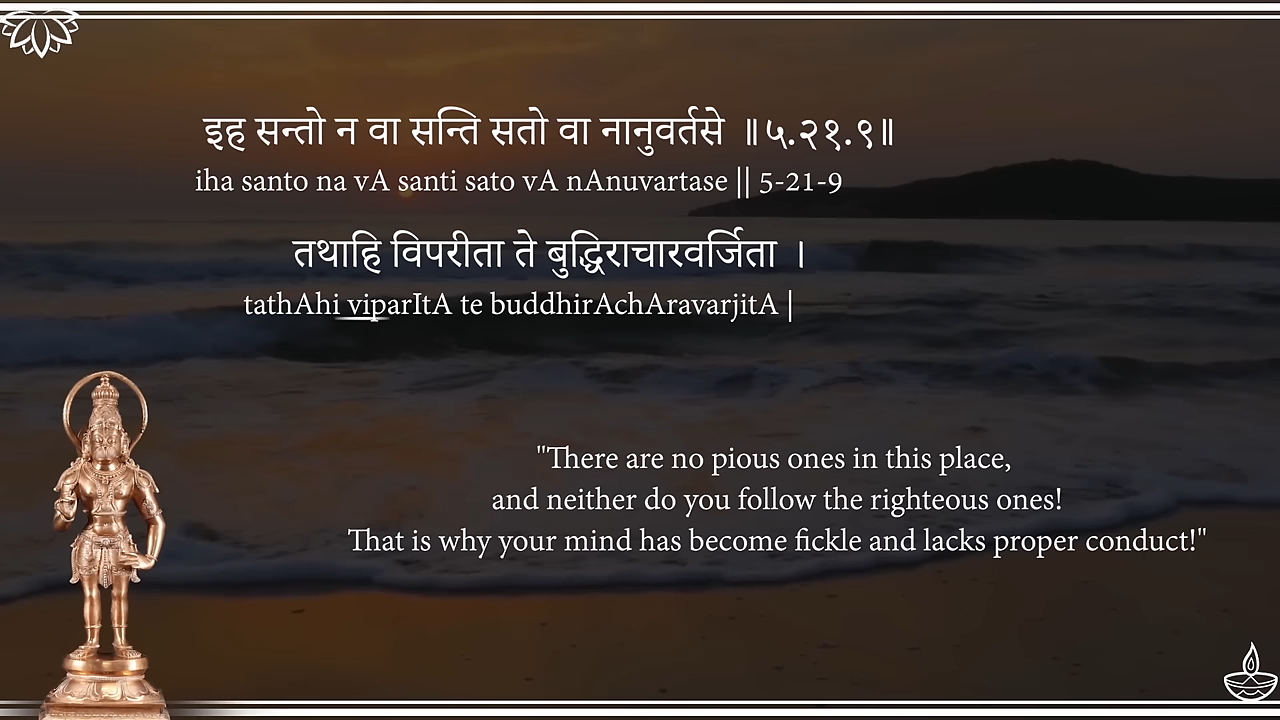 इह सन्तो न वा सन्ति सतो वा नानुवर्तसे ॥५.२१.९॥
iha santo na vA santi sato vA nAnuvartase || 5-21-9
तथाहि विपरीता ते बुद्धिराचारवर्जिता ।
tathAhi viparItA te buddhirAchAravarjitA |
"There are no pious ones in this place,
and neither do you follow the righteous ones!
That is why your mind has become fickle and lacks proper conduct!"